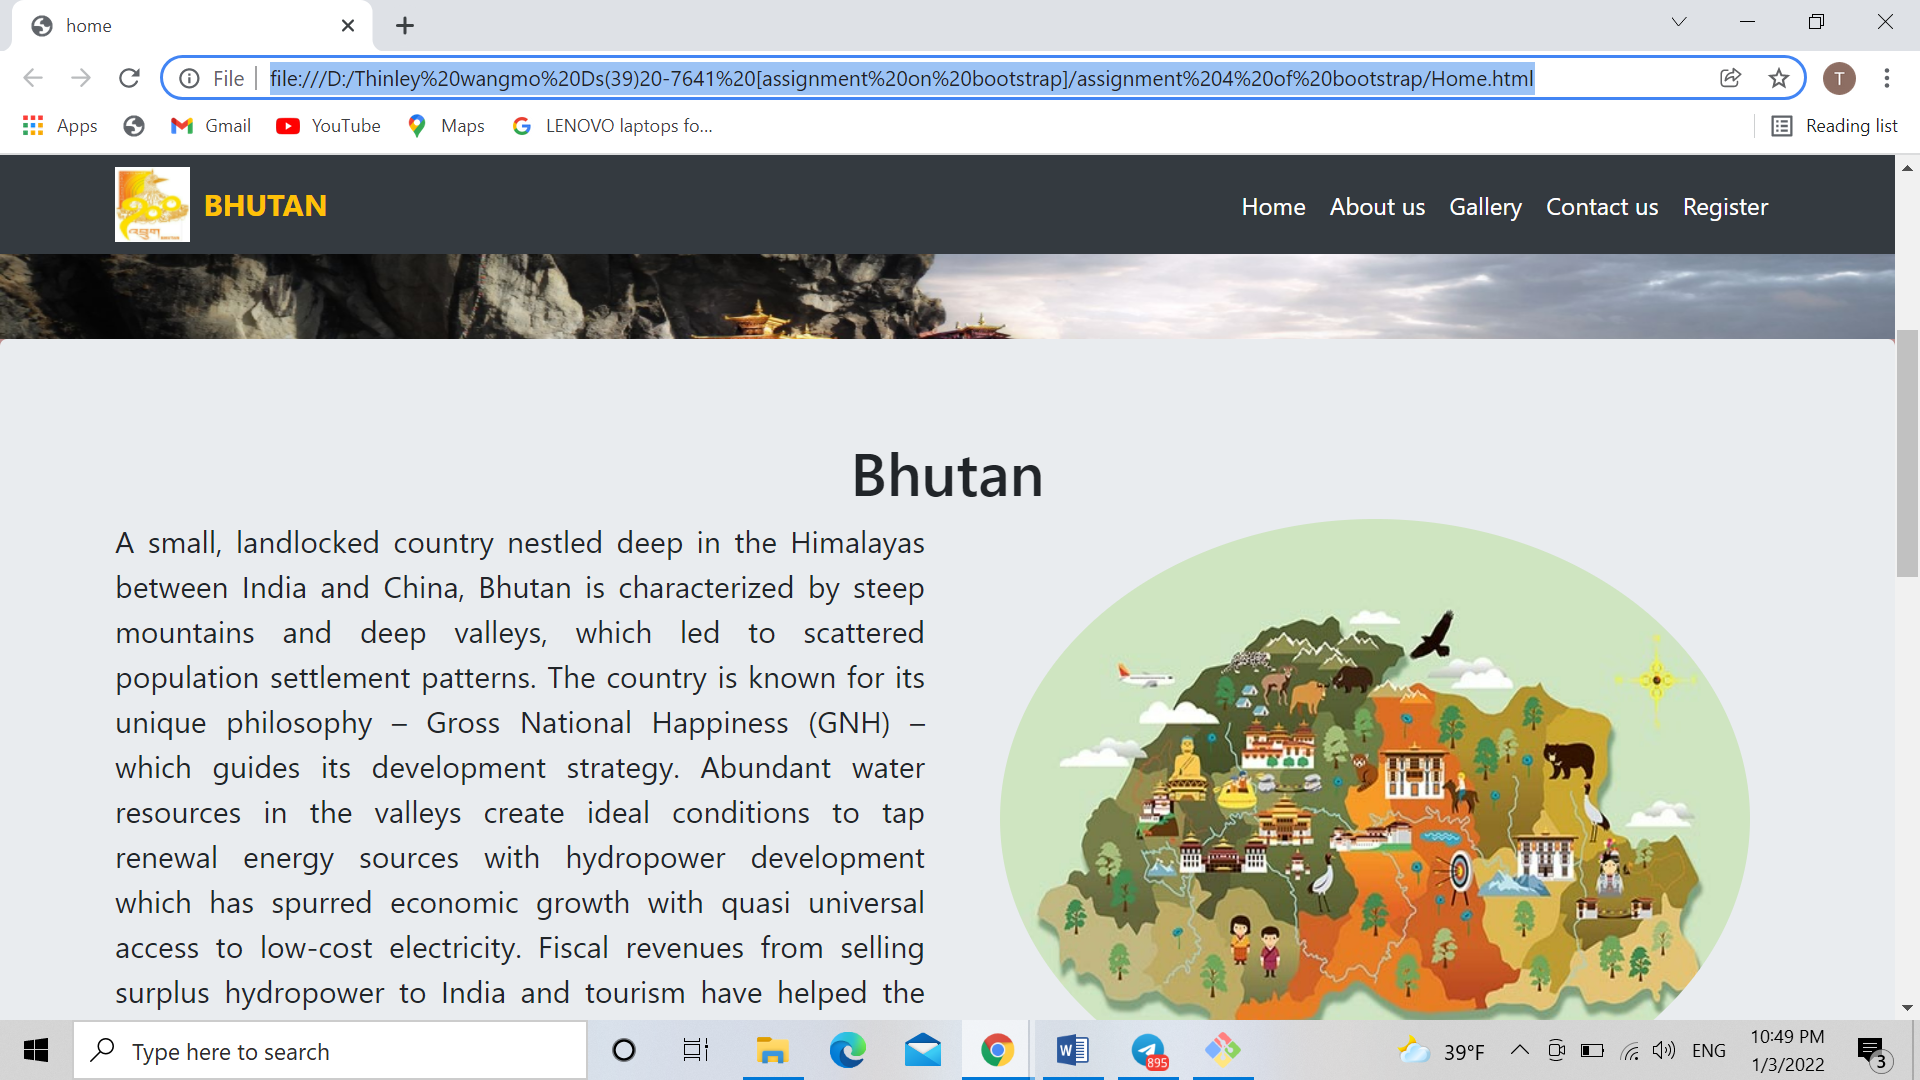 home
File
file:///D:/Thinley%20wangmo%20Ds(39)20-7641%20[assignment%20on%20bootstrap]/assignment%204%20of%20bootstrap/Home.html
T
Apps
Gmail
YouTube
Maps
LENOVO laptops fo...
Reading list
BHUTAN
Home
About us
Gallery
Contact us
Register
Bhutan
A small, landlocked country nestled deep in the Himalayas
between India and China, Bhutan is characterized by steep
mountains and deep valleys, which led to scattered
population settlement patterns. The country is known for its
unique philosophy – Gross National Happiness (GNH) –
which guides its development strategy. Abundant water
resources in the valleys create ideal conditions to tap
renewal energy sources with hydropower development
which has spurred economic growth with quasi universal
access to low-cost electricity. Fiscal revenues from selling
surplus hydropower to India and tourism have helped the
Type here to search
895
39°F
ENG
10:49 PM
1/3/2022
3